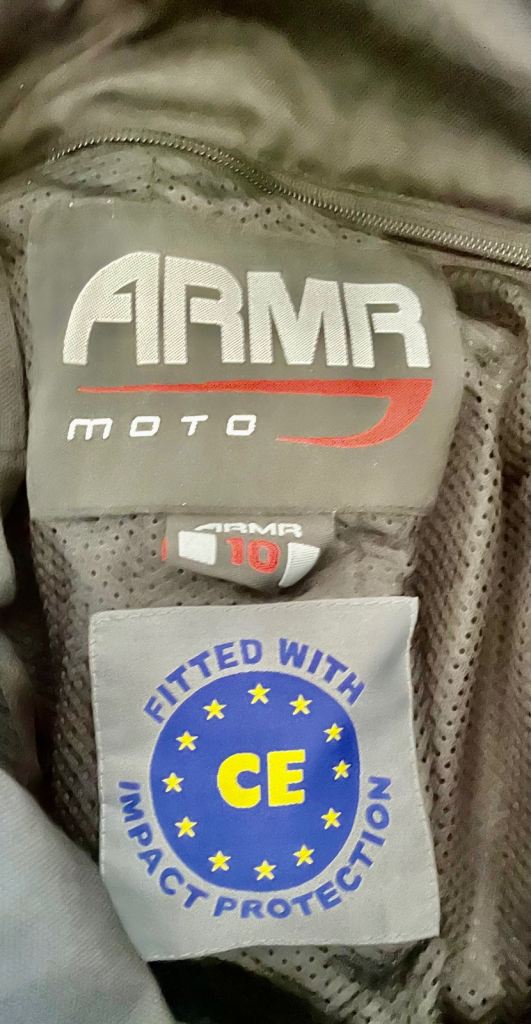 ARMR
MOTO
ARMR
10
FITTED WITH
CE
IMPACT PROTECTION